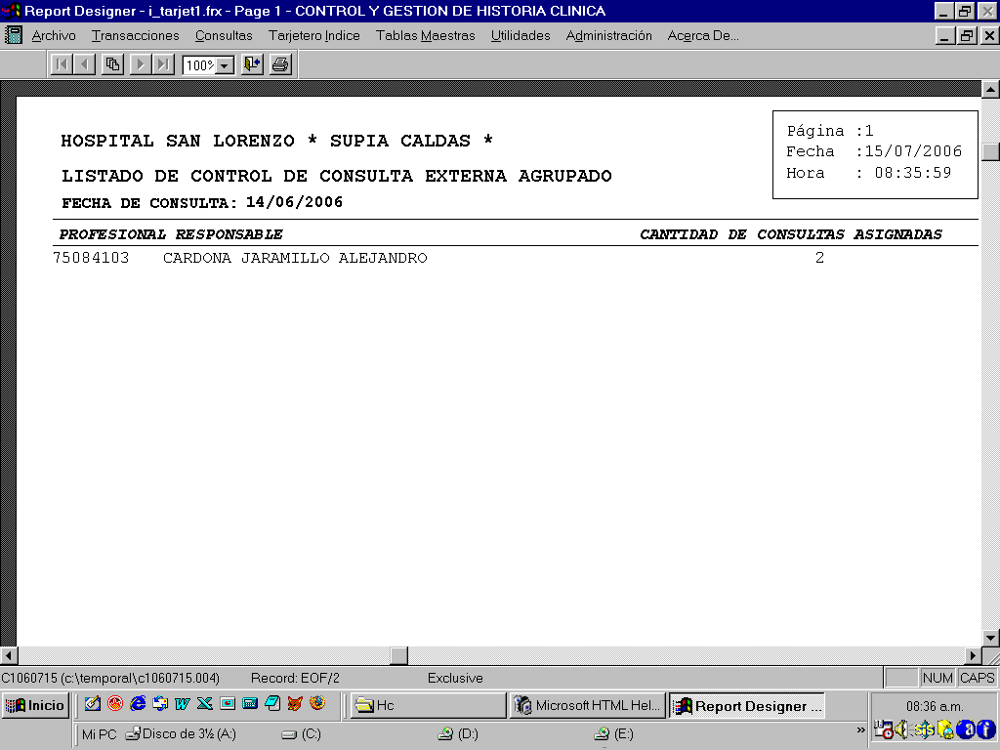 Report Designer - i_tarjet1.frx - Page 1 - CONTROL Y GESTION DE HISTORIA CLINICA
Archivo Transacciones Consultas Tarjetero Indice Tablas Maestras Utilidades Administración Acerca De...
100%
HOSPITAL SAN LORENZO * SUPIA CALDAS *
Página :1
Fecha :15/07/2006
Hora : 08:35:59
LISTADO DE CONTROL DE CONSULTA EXTERNA AGRUPADO
FECHA DE CONSULTA: 14/06/2006
PROFESIONAL RESPONSABLE CANTIDAD DE CONSULTAS ASIGNADAS
75084103 CARDONA JARAMILLO ALEJANDRO 2
C1060715 (c:\temporal\c1060715.004) Record: EOF/2 Exclusive NUM CAPS
Inicio Hc Microsoft HTML Hel... Report Designer ... 08:36 a.m.
Mi PC Disco de 3½ (A:) (C:) (D:) (E:) » sis